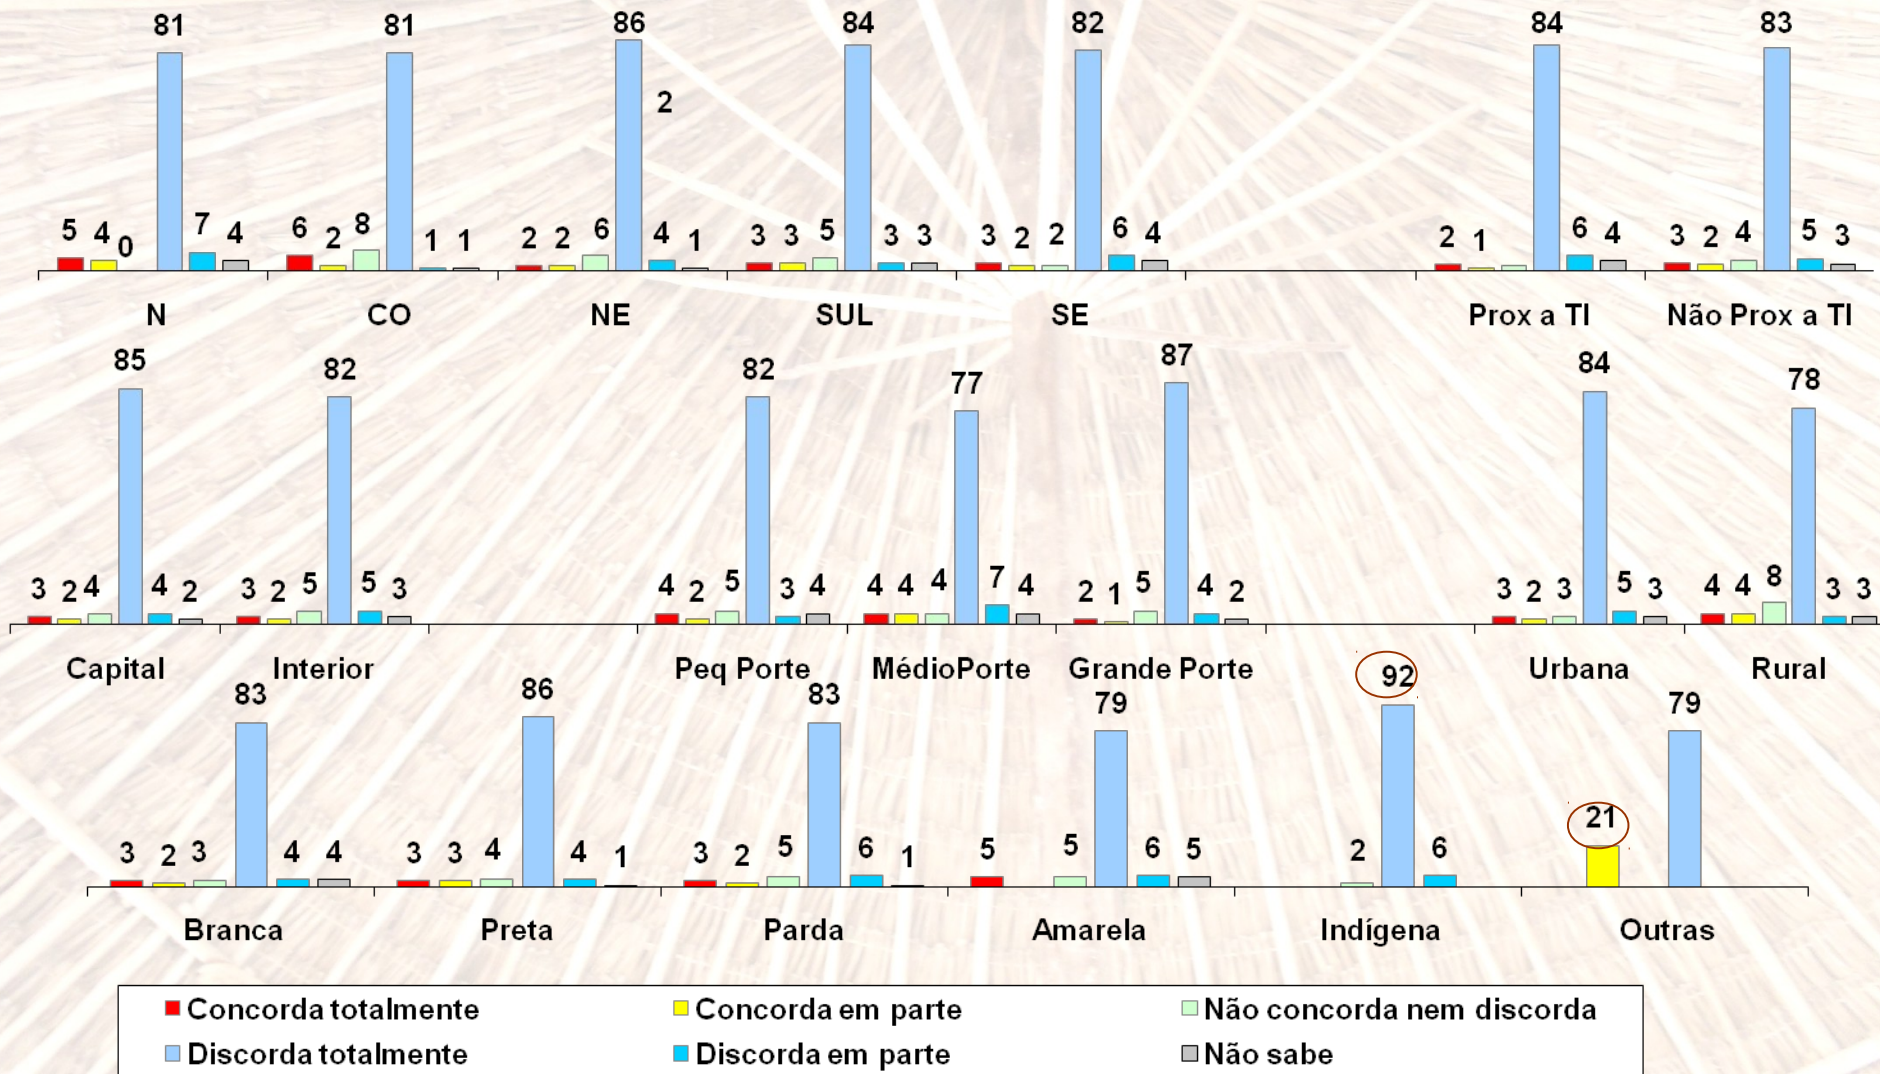 81 81 86 84 82 84 83
2
5 4 0 7 4 6 2 8 1 1 2 2 6 4 1 3 3 5 3 3 3 2 2 6 4 2 1 6 4 3 2 4 5 3
N CO NE SUL SE Prox a TI Não Prox a TI
85 82 82 77 87 84 78
3 2 4 4 2 3 2 5 5 3 4 2 5 3 4 4 4 4 7 4 2 1 5 4 2 3 2 3 5 3 4 4 8 3 3
Capital Interior Peq Porte MédioPorte Grande Porte Urbana Rural
83 86 83 79 92 79
21
3 2 3 4 4 3 3 4 4 1 3 2 5 6 1 5 5 6 5 2 6
Branca Preta Parda Amarela Indígena Outras
Concorda totalmente Concorda em parte Não concorda nem discorda
Discorda totalmente Discorda em parte Não sabe